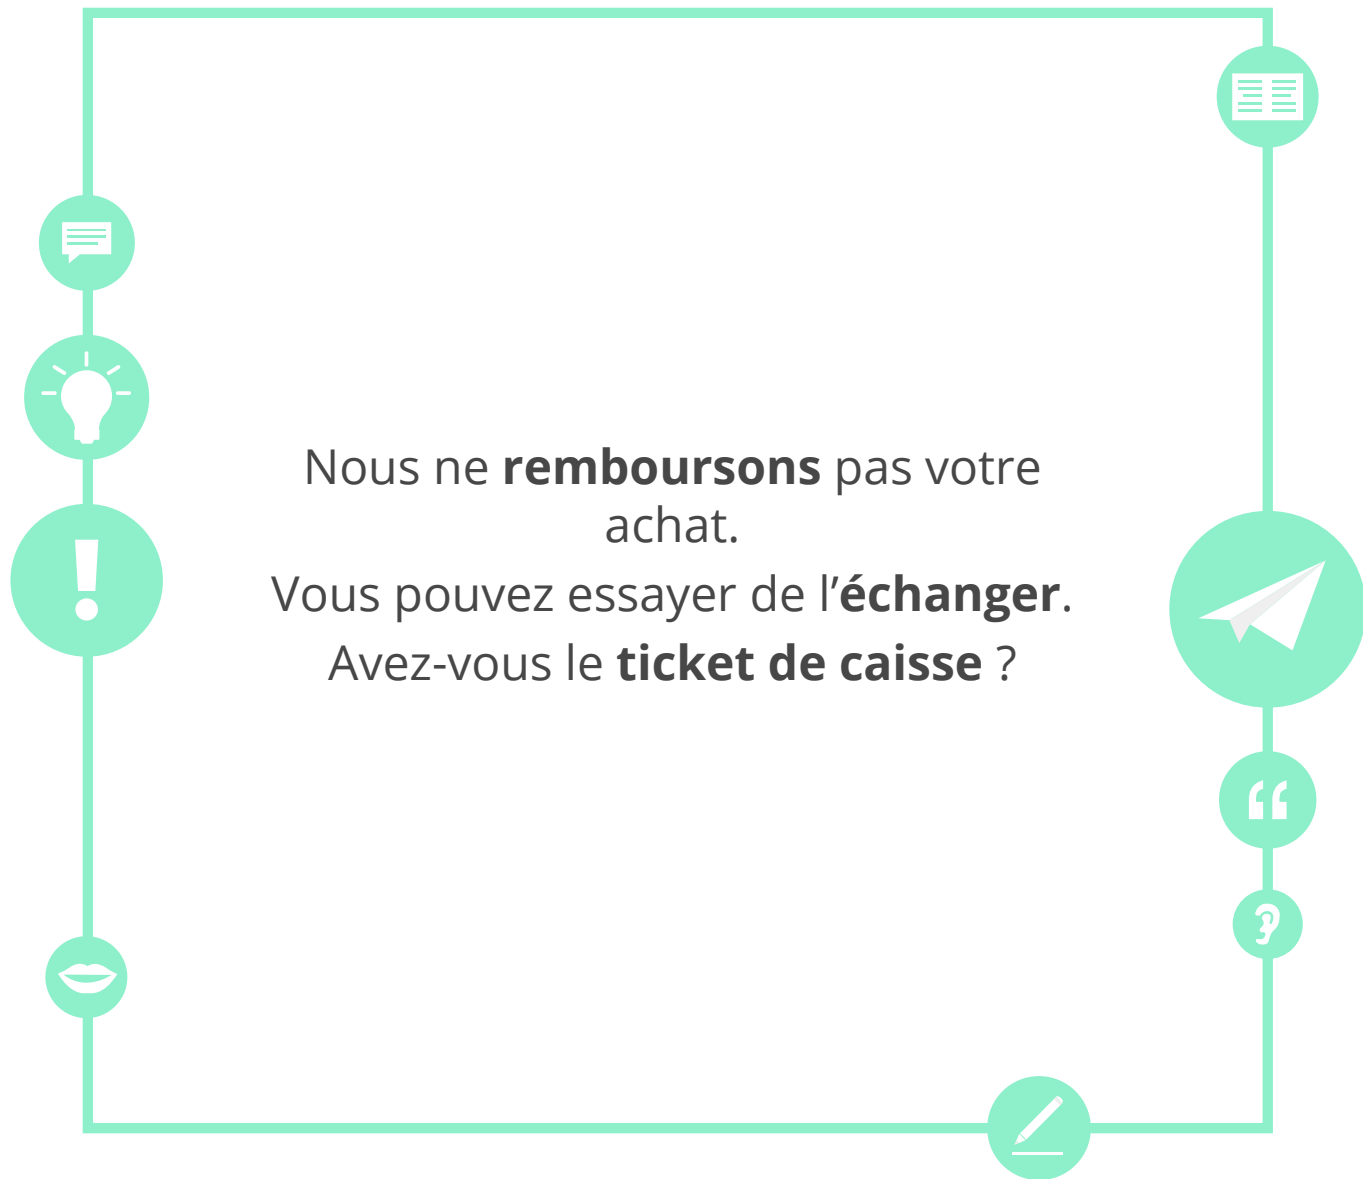 Nous ne remboursons pas votre
achat.
Vous pouvez essayer de l’échanger.
Avez-vous le ticket de caisse ?